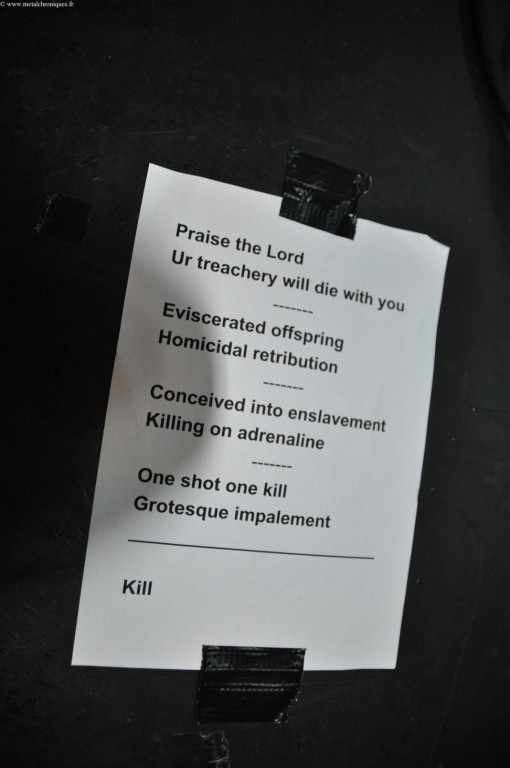 © www.metalchroniques.fr
Praise the Lord
Ur treachery will die with you
-------
Eviscerated offspring
Homicidal retribution
-------
Conceived into enslavement
Killing on adrenaline
-------
One shot one kill
Grotesque impalement
Kill